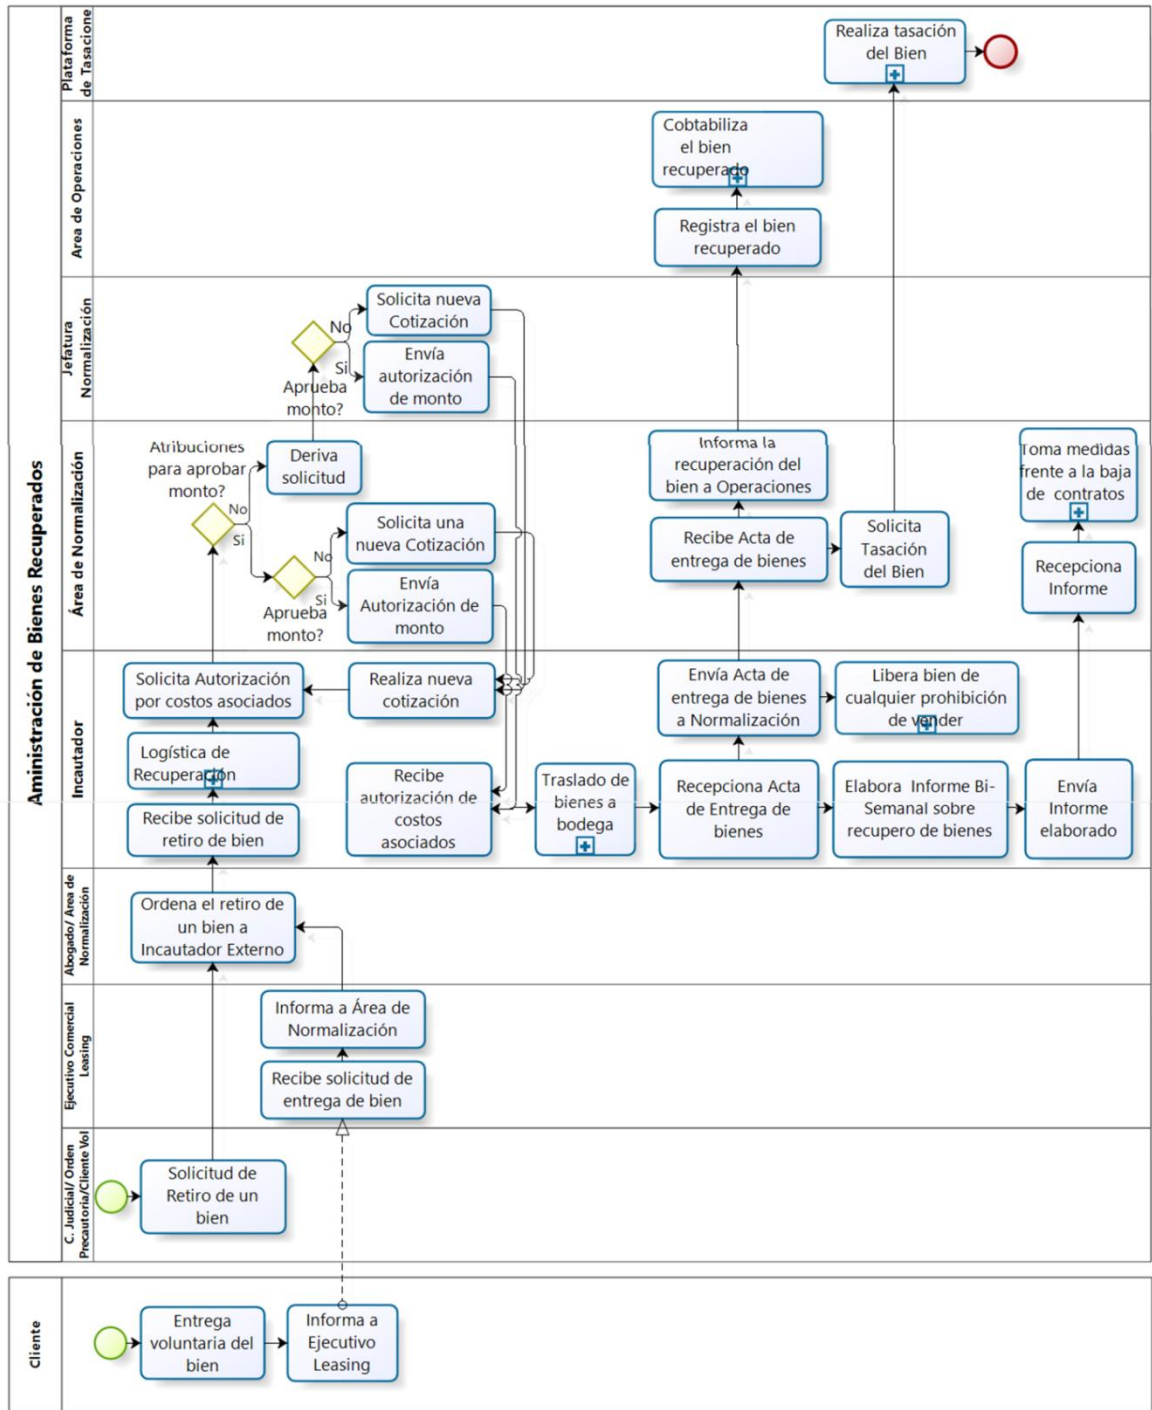 Aministración de Bienes Recuperados
Plataforma
de Tasacione
Realiza tasación
del Bien
Area de Operaciones
Cobtabiliza
el bien
recuperado
Registra el bien
recuperado
Jefatura
Normalización
Solicita nueva
Cotización
No
Si
Envía
autorización
de monto
Aprueba
monto?
Área de Normalización
Atribuciones
para aprobar
monto?
No
Si
Deriva
solicitud
Solicita una
nueva Cotización
No
Si
Envía
Autorización de
monto
Aprueba
monto?
Informa la
recuperación del
bien a Operaciones
Recibe Acta de
entrega de bienes
Solicita
Tasación
del Bien
Toma medidas
frente a la baja
de contratos
Recepciona
Informe
Incautador
Solicita Autorización
por costos asociados
Realiza nueva
cotización
Logística de
Recuperación
Recibe solicitud de
retiro de bien
Recibe
autorización de
costos
asociados
Traslado de
bienes a
bodega
Envía Acta de
entrega de bienes
a Normalización
Libera bien de
cualquier prohibición
de vender
Recepciona Acta
de Entrega de
bienes
Elabora Informe Bi-
Semanal sobre
recupero de bienes
Envía
Informe
elaborado
Abogado/ Area de
Normalización
Ordena el retiro de
un bien a
Incautador Externo
Ejecutivo Comercial
Leasing
Informa a Área de
Normalización
Recibe solicitud de
entrega de bien
C. Judicial/ Orden
Precautoria/Cliente Vol
Solicitud de
Retiro de un
bien
Cliente
Entrega
voluntaria del
bien
Informa a
Ejecutivo
Leasing